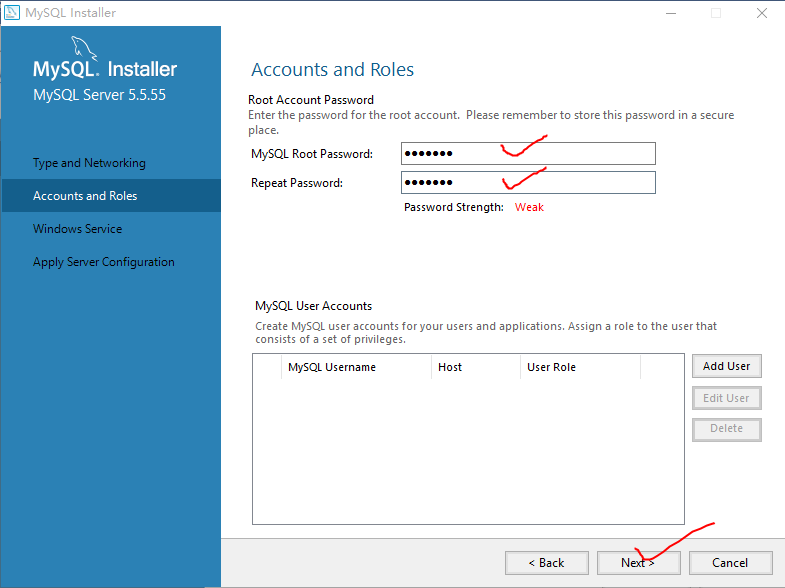 MySQL Installer
MySQL. Installer
MySQL Server 5.5.55
Type and Networking
Accounts and Roles
Windows Service
Apply Server Configuration
Accounts and Roles
Root Account Password
Enter the password for the root account.  Please remember to store this password in a secure
place.
MySQL Root Password: •••••••
Repeat Password: •••••••
Password Strength: Weak
MySQL User Accounts
Create MySQL user accounts for your users and applications. Assign a role to the user that
consists of a set of privileges.
MySQL Username Host User Role
Add User
Edit User
Delete
< Back Next > Cancel